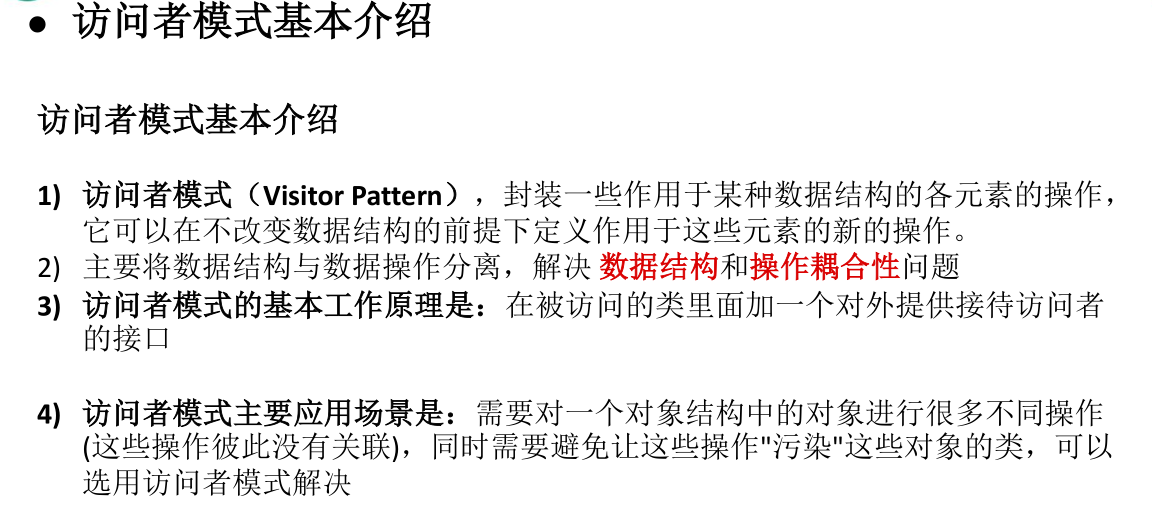 ● 访问者模式基本介绍
访问者模式基本介绍
1) 访问者模式（Visitor Pattern），封装一些作用于某种数据结构的各元素的操作，
它可以在不改变数据结构的前提下定义作用于这些元素的新的操作。
2) 主要将数据结构与数据操作分离，解决 数据结构和操作耦合性问题
3) 访问者模式的基本工作原理是：在被访问的类里面加一个对外提供接待访问者
的接口
4) 访问者模式主要应用场景是：需要对一个对象结构中的对象进行很多不同操作
(这些操作彼此没有关联)，同时需要避免让这些操作"污染"这些对象的类，可以
选用访问者模式解决